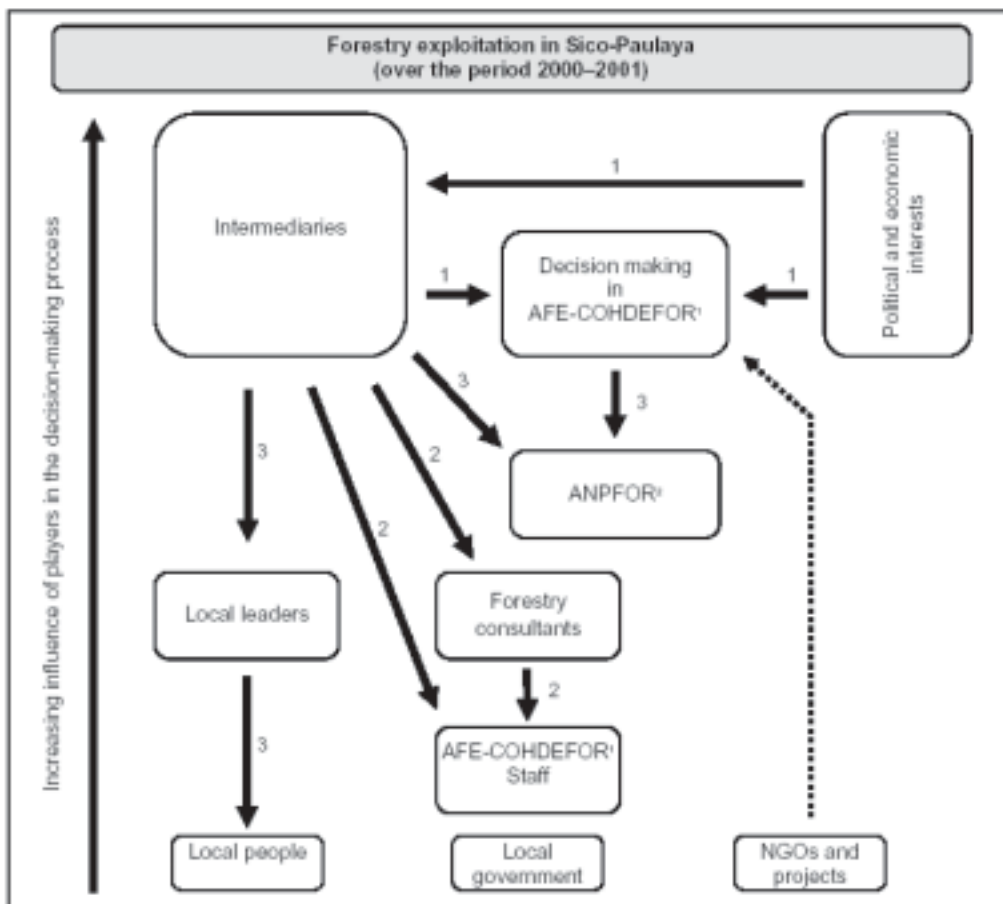 Forestry exploitation in Sico-Paulaya
(over the period 2000–2001)
Increasing influence of players in the decision-making process
Intermediaries
Political and economic
interests
1
1
1
Decision making
in
AFE-COHDEFOR¹
3
3
3
2
2
ANPFOR²
Local leaders
Forestry
consultants
2
3
AFE-COHDEFOR¹
Staff
Local people
Local
government
NGOs and
projects